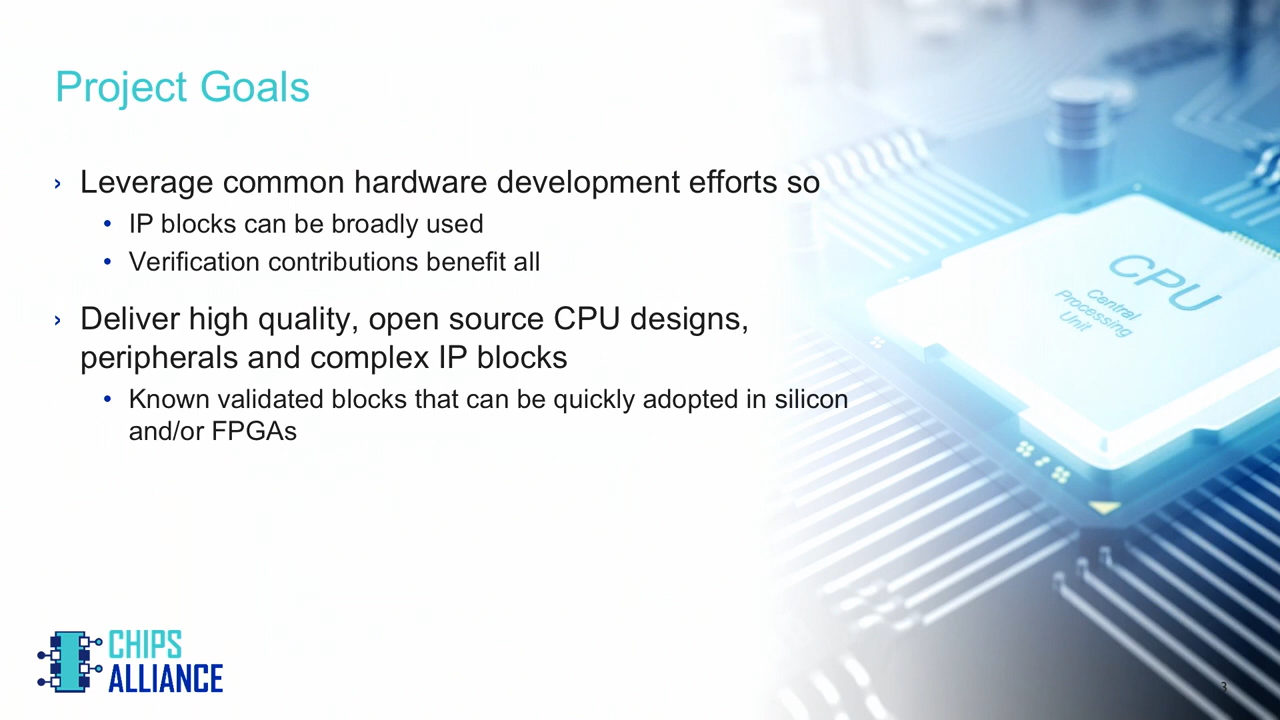 Project Goals
› Leverage common hardware development efforts so
• IP blocks can be broadly used
• Verification contributions benefit all
› Deliver high quality, open source CPU designs,
peripherals and complex IP blocks
• Known validated blocks that can be quickly adopted in silicon
and/or FPGAs
CPU
Central
Processing
Unit
CHIPS
ALLIANCE
3